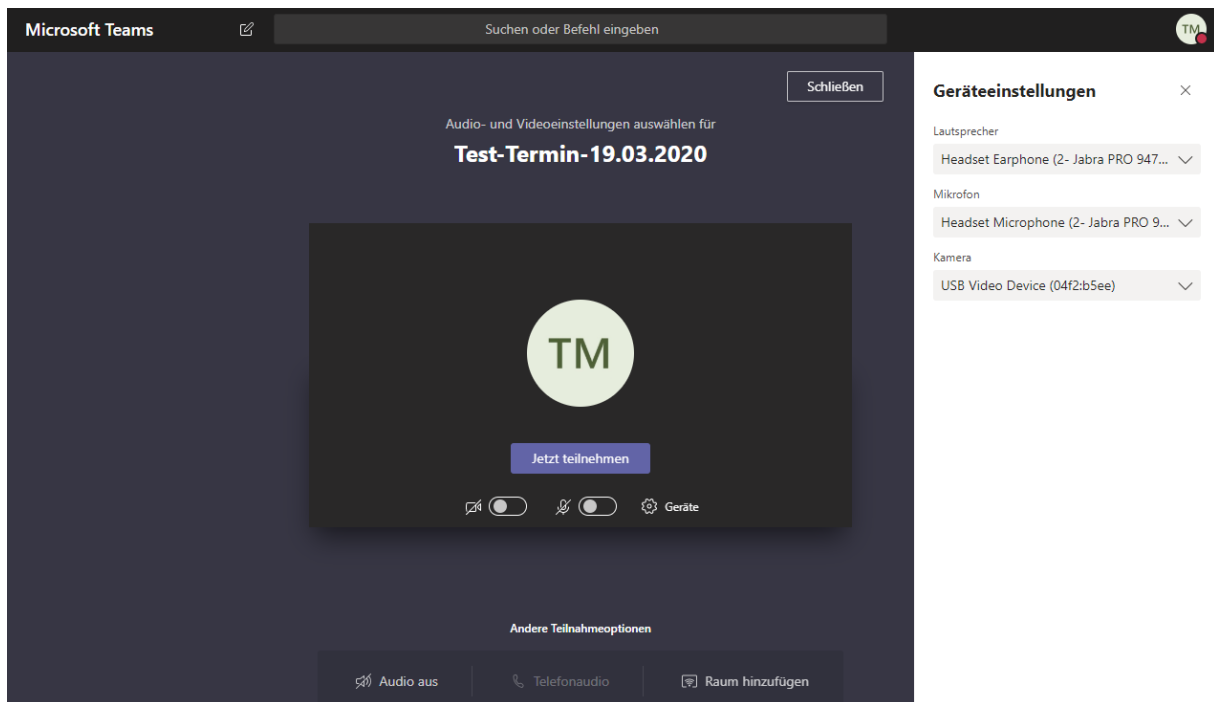 Microsoft Teams
Suchen oder Befehl eingeben
TM
Schließen
Audio- und Videoeinstellungen auswählen für
Test-Termin-19.03.2020
TM
Jetzt teilnehmen
Geräte
Andere Teilnahmeoptionen
Audio aus
Telefonaudio
Raum hinzufügen
Geräteeinstellungen
Lautsprecher
Headset Earphone (2- Jabra PRO 947...
Mikrofon
Headset Microphone (2- Jabra PRO 9...
Kamera
USB Video Device (04f2:b5ee)